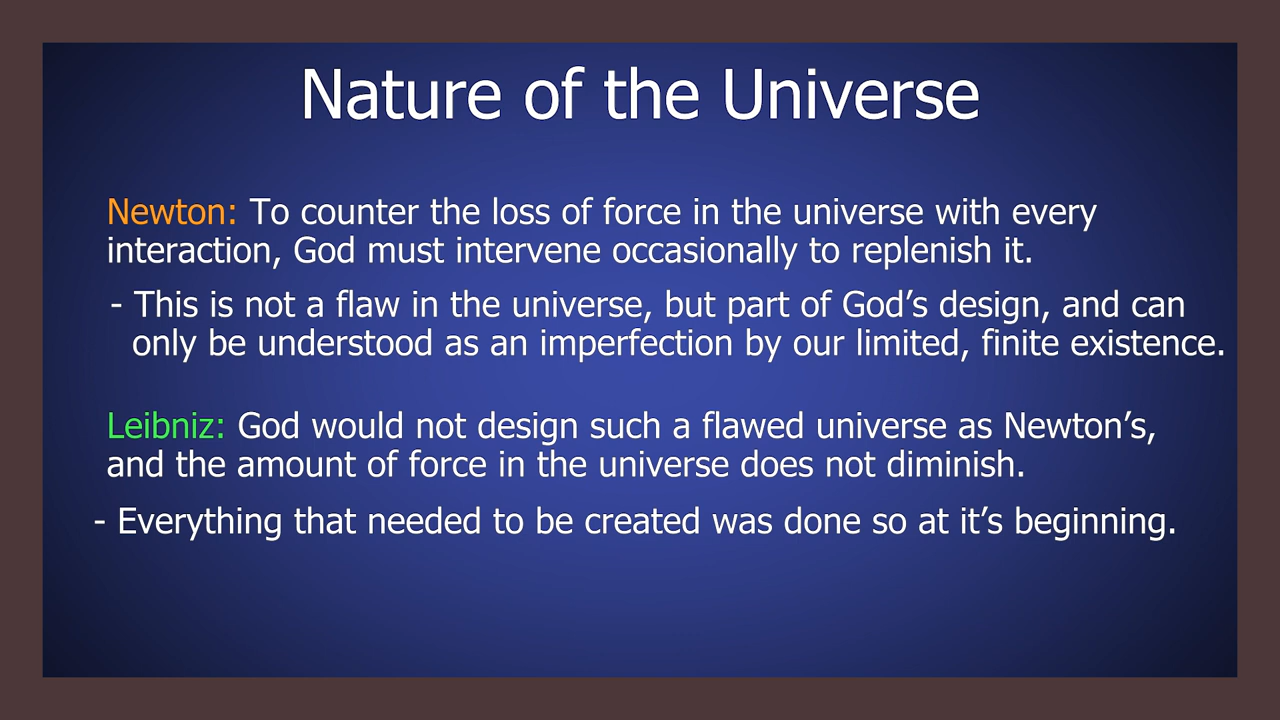 Nature of the Universe
Newton: To counter the loss of force in the universe with every
interaction, God must intervene occasionally to replenish it.
- This is not a flaw in the universe, but part of God’s design, and can
only be understood as an imperfection by our limited, finite existence.
Leibniz: God would not design such a flawed universe as Newton’s,
and the amount of force in the universe does not diminish.
- Everything that needed to be created was done so at it’s beginning.